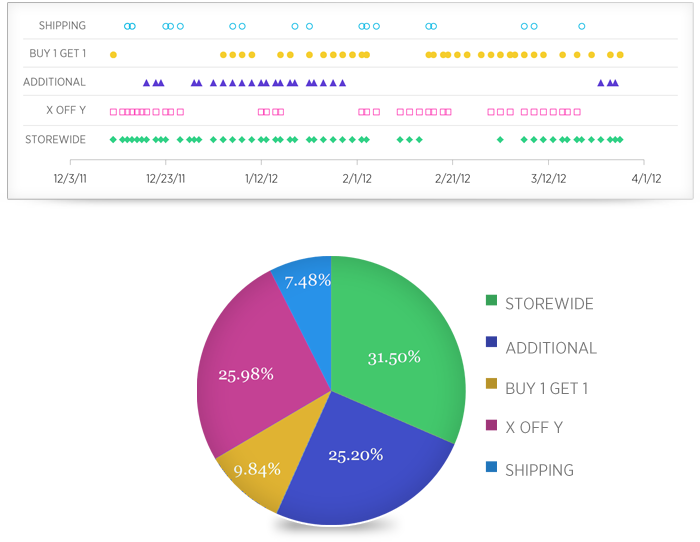 SHIPPING
BUY 1 GET 1
ADDITIONAL
X OFF Y
STOREWIDE
12/3/11 12/23/11 1/12/12 2/1/12 2/21/12 3/12/12 4/1/12
7.48%
31.50%
25.98%
25.20%
9.84%
STOREWIDE
ADDITIONAL
BUY 1 GET 1
X OFF Y
SHIPPING